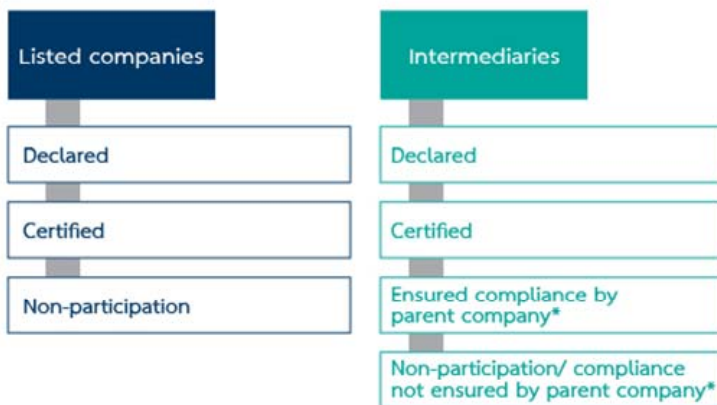 Listed companies
Declared
Certified
Non-participation
Intermediaries
Declared
Certified
Ensured compliance by
parent company*
Non-participation/ compliance
not ensured by parent company*